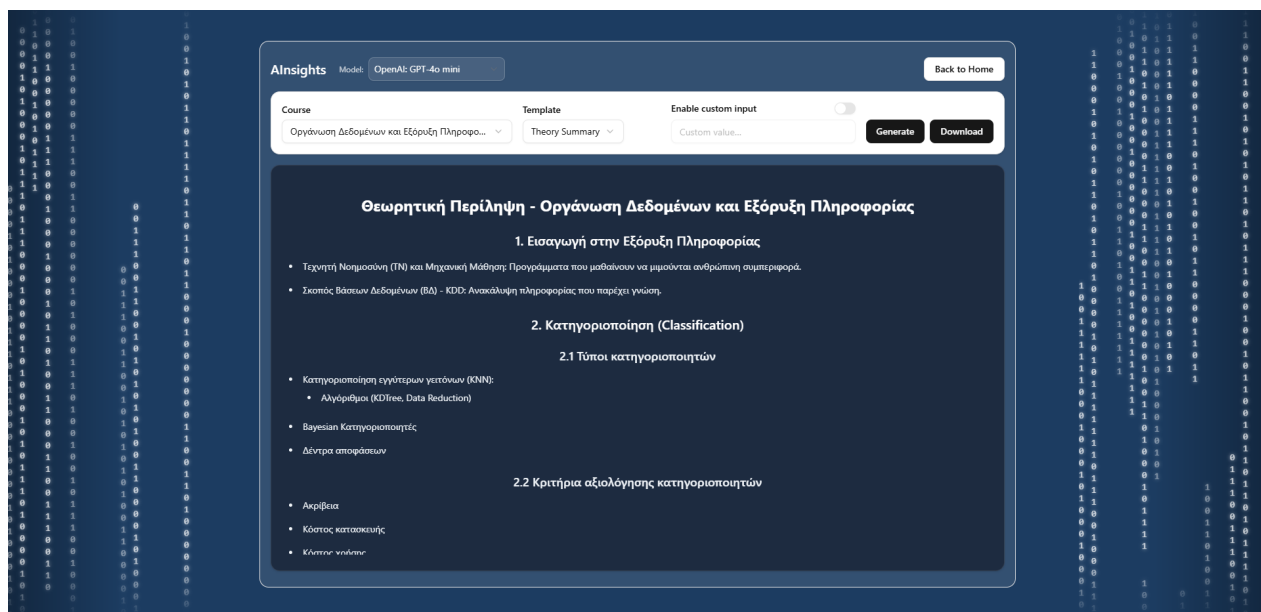 AInsights Model: OpenAI: GPT-4o mini Back to Home
Course Template Enable custom input
Οργάνωση Δεδομένων και Εξόρυξη Πληροφο... Theory Summary Custom value... Generate Download
Θεωρητική Περίληψη - Οργάνωση Δεδομένων και Εξόρυξη Πληροφορίας
1. Εισαγωγή στην Εξόρυξη Πληροφορίας
• Τεχνητή Νοημοσύνη (ΤΝ) και Μηχανική Μάθηση: Προγράμματα που μαθαίνουν να μιμούνται ανθρώπινη συμπεριφορά.
• Σκοπός Βάσεων Δεδομένων (ΒΔ) - KDD: Ανακάλυψη πληροφορίας που παρέχει γνώση.
2. Κατηγοριοποίηση (Classification)
2.1 Τύποι κατηγοριοποιητών
• Κατηγοριοποίηση εγγύτερων γειτόνων (KNN):
• Αλγόριθμοι (KDTree, Data Reduction)
• Bayesian Κατηγοριοποιητές
• Δέντρα αποφάσεων
2.2 Κριτήρια αξιολόγησης κατηγοριοποιητών
• Ακρίβεια
• Κόστος κατασκευής
• Κόστος χρήσης